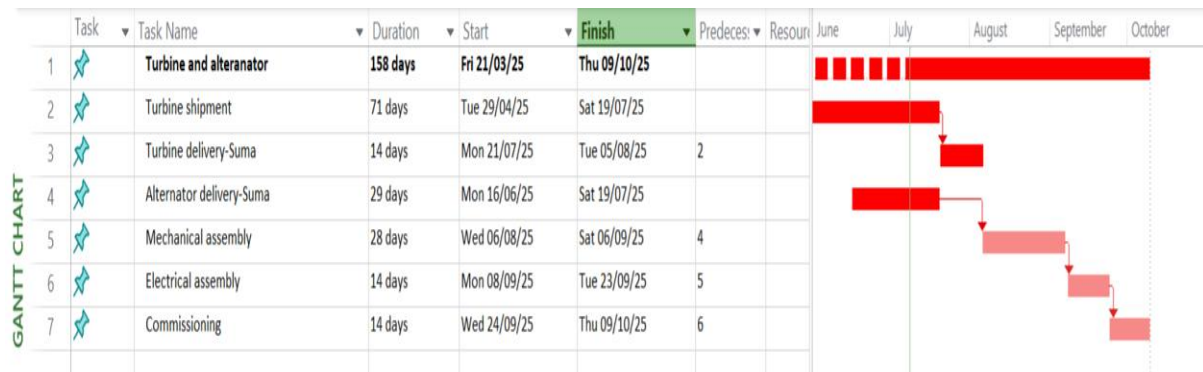 Task Task Name Duration Start Finish Predeces: Resour June July August September October
1 Turbine and alteranator 158 days Fri 21/03/25 Thu 09/10/25
2 Turbine shipment 71 days Tue 29/04/25 Sat 19/07/25
3 Turbine delivery-Suma 14 days Mon 21/07/25 Tue 05/08/25 2
4 Alternator delivery-Suma 29 days Mon 16/06/25 Sat 19/07/25
5 Mechanical assembly 28 days Wed 06/08/25 Sat 06/09/25 4
6 Electrical assembly 14 days Mon 08/09/25 Tue 23/09/25 5
7 Commissioning 14 days Wed 24/09/25 Thu 09/10/25 6
GANTT CHART